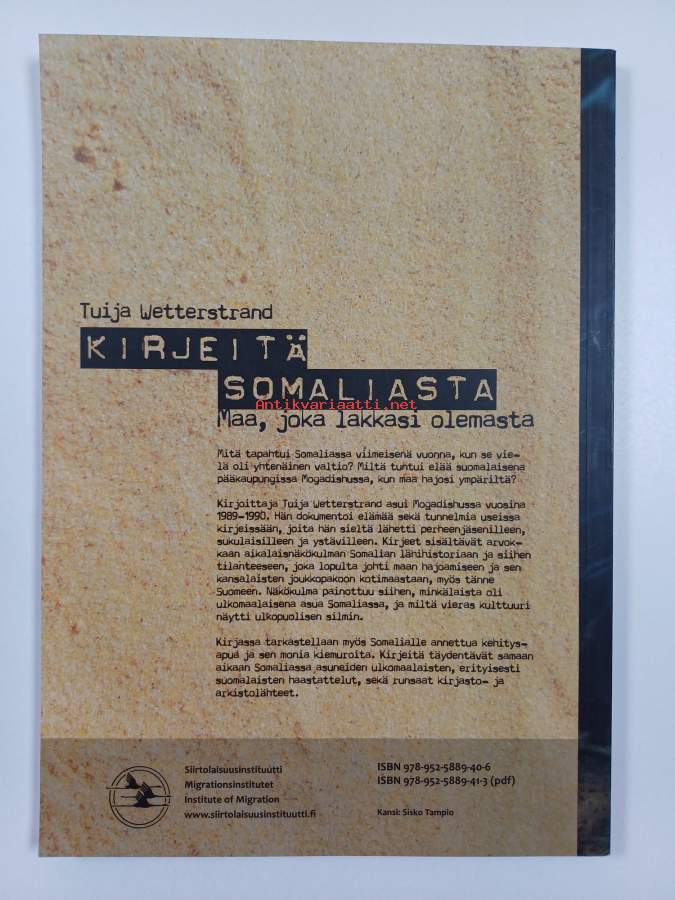 Tuija Wetterstrand
KIRJEITÄ
SOMALIASTA
Antikvariaatti.net
Maa, joka lakkasi olemasta
Mitä tapahtui Somaliassa viimeisenä vuonna, kun se vie-
lä oli yhtenäinen valtio? Miltä tuntui elää suomalaisena
pääkaupungissa Mogadishussa, kun maa hajosi ympäriltä?
Kirjoittaja Tuija Wetterstrand asui Mogadishussa vuosina
1989-1990. Hän dokumentoi elämää sekä tunnelmia useissa
kirjeissään, joita hän sieltä lähetti perheenjäsenilleen,
sukulaisilleen ja ystävilleen. Kirjeet sisältävät arvok-
kaan aikalaisnäkökulman Somalian lähihistoriaan ja siihen
tilanteeseen, joka lopulta johti maan hajoamiseen ja sen
kansalaisten joukkopakoon kotimaastaan, myös tänne
Suomeen. Näkökulma painottuu siihen, minkälaista oli
ulkomaalaisena asua Somaliassa, ja miltä vieras kulttuuri
näytti ulkopuolisen silmin.
Kirjassa tarkastellaan myös Somalialle annettua kehitys-
apua ja sen monia kiemuroita. Kirjeitä täydentävät samaan
aikaan Somaliassa asuneiden ulkomaalaisten, erityisesti
suomalaisten haastattelut, sekä runsaat kirjasto- ja
arkistolähteet.
Siirtolaisuusinstituutti
Migrationsinstitutet
Institute of Migration
www.siirtolaisuusinstituutti.fi
ISBN 978-952-5889-40-6
ISBN 978-952-5889-41-3 (pdf)
Kansi: Sisko Tampio